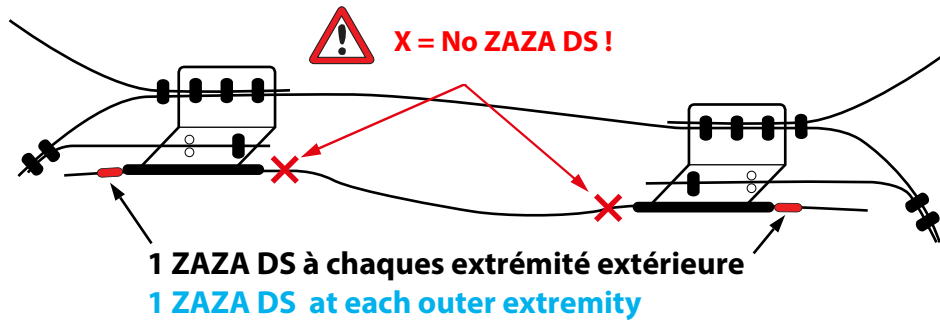 X = No ZAZA DS !
1 ZAZA DS à chaques extrémité extérieure
1 ZAZA DS at each outer extremity